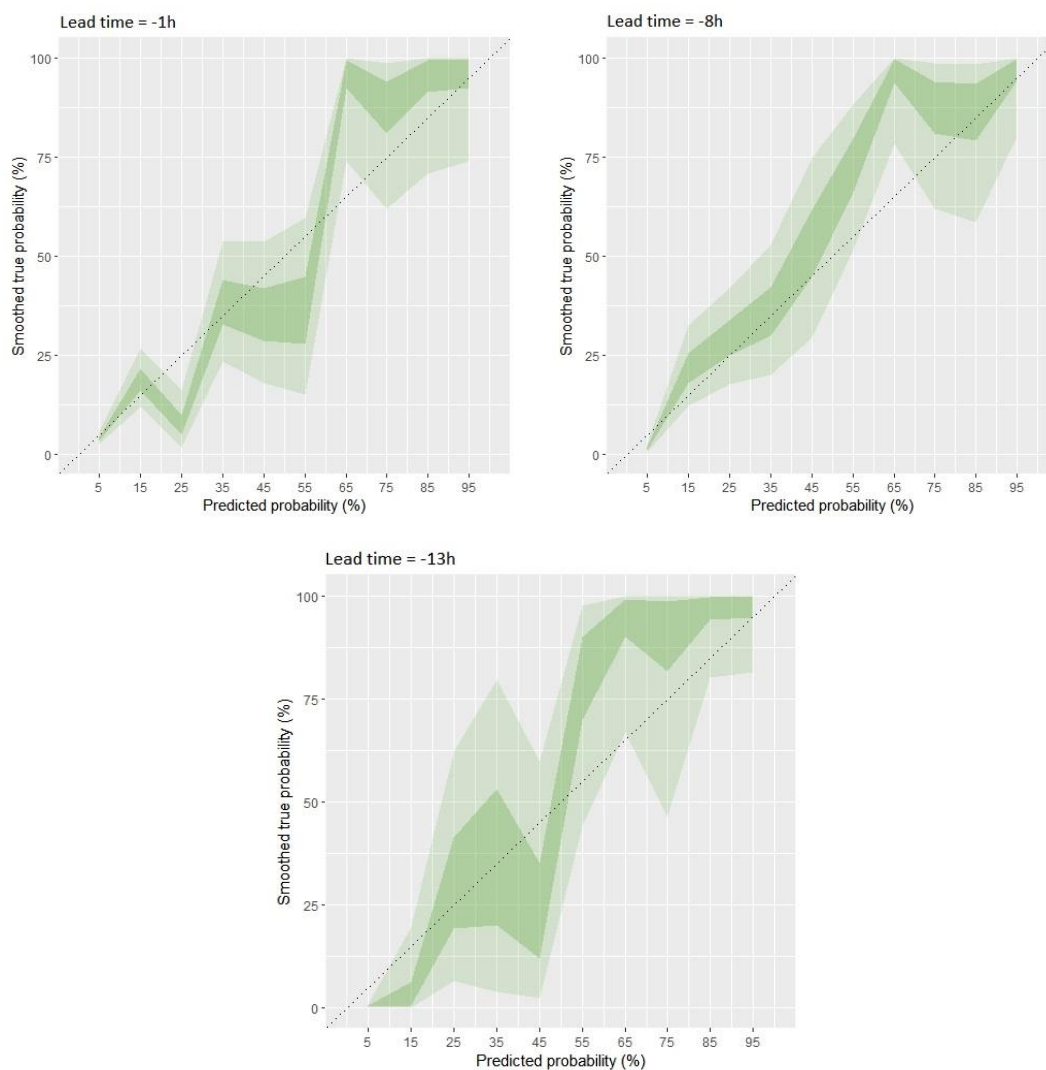 Lead time = -1h
100
75
50
25
0
Smoothed true probability (%)
5 15 25 35 45 55 65 75 85 95
Predicted probability (%)
Lead time = -8h
100
75
50
25
0
Smoothed true probability (%)
5 15 25 35 45 55 65 75 85 95
Predicted probability (%)
Lead time = -13h
100
75
50
25
0
Smoothed true probability (%)
5 15 25 35 45 55 65 75 85 95
Predicted probability (%)